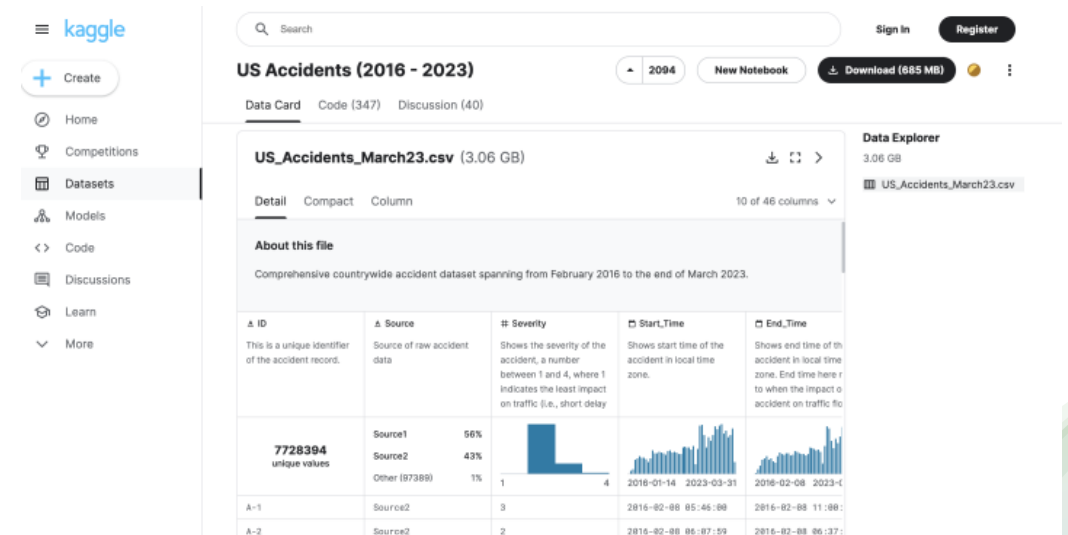 kaggle
Search
Sign In
Register
Create
Home
Competitions
Datasets
Models
Code
Discussions
Learn
More
US Accidents (2016 - 2023)
2094
New Notebook
Download (685 MB)
Data Card
Code (347)
Discussion (40)
US_Accidents_March23.csv (3.06 GB)
Detail
Compact
Column
10 of 46 columns
About this file
Comprehensive countrywide accident dataset spanning from February 2016 to the end of March 2023.
ID
This is a unique identifier
of the accident record.
Source
Source of raw accident
data
# Severity
Shows the severity of the
accident, a number
between 1 and 4, where 1
indicates the least impact
on traffic (i.e., short delay
Start_Time
Shows start time of the
accident in local time
zone.
End_Time
Shows end time of th
accident in local time
zone. End time here r
to when the impact o
accident on traffic flo
7728394
unique values
Source1 56%
Source2 43%
Other (97389) 1%
1 4
2016-01-14 2023-03-31
2016-02-08 2023-
A-1 Source2 3 2016-02-08 05:46:00 2016-02-08 11:00:
A-2 Source2 2 2016-02-08 06:07:59 2016-02-08 06:37:
Data Explorer
3.06 GB
US_Accidents_March23.csv